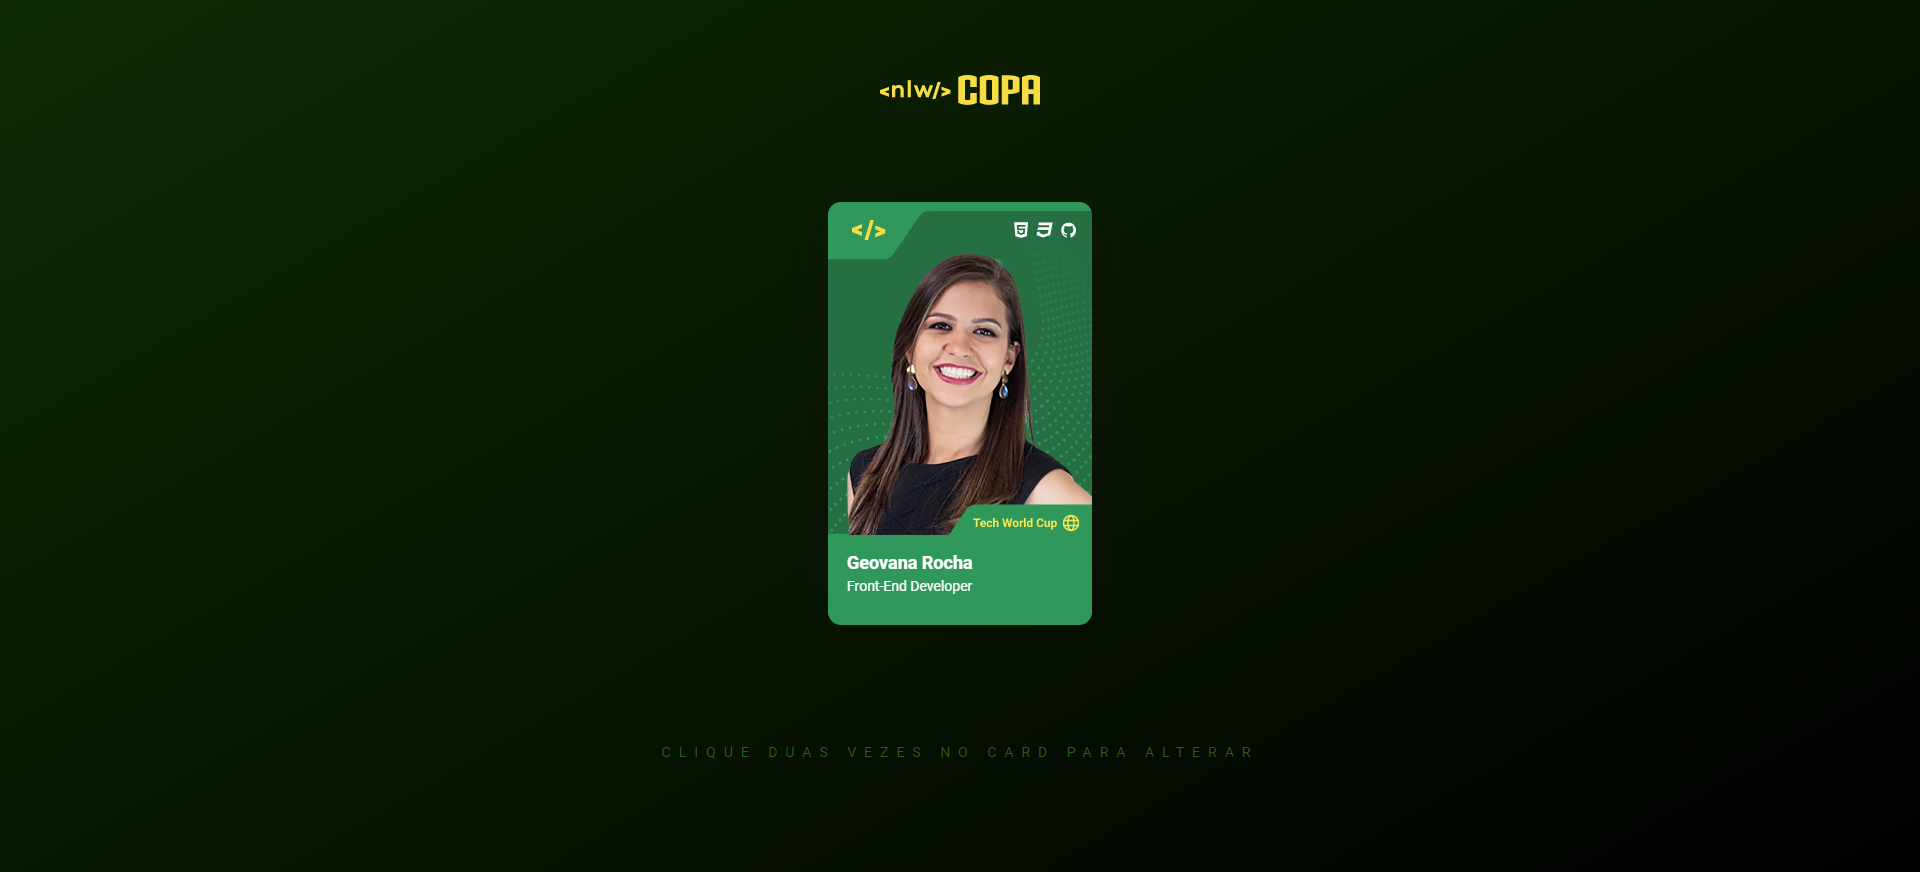 <nlw/> COPA
</>
Tech World Cup
Geovana Rocha
Front-End Developer
CLIQUE DUAS VEZES NO CARD PARA ALTERAR